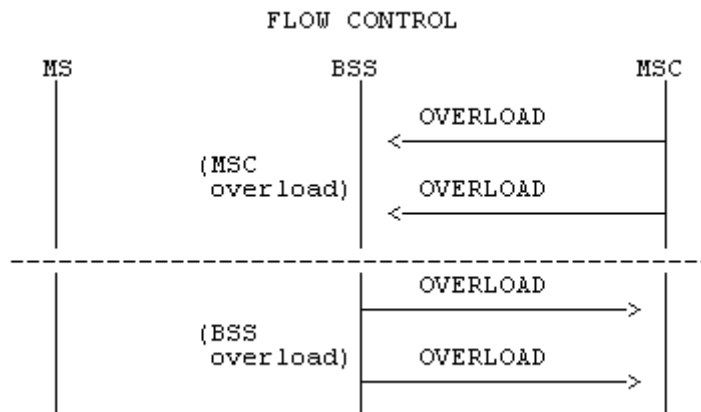 FLOW CONTROL
MS BSS MSC
OVERLOAD
(MSC
overload)
OVERLOAD
OVERLOAD
(BSS
overload)
OVERLOAD